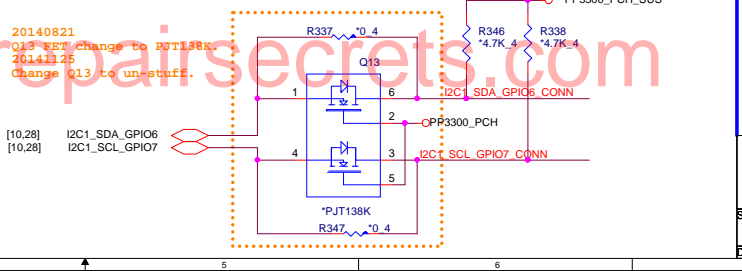 PP3300_PCH_SUS
20140821
Q13 FET change to PJT138K.
20141125
Change Q13 to un-stuff.
repairsecrets.com
R337 *0_4
R346
*4.7K_4
R338
*4.7K_4
Q13
1
6
I2C1_SDA_GPIO6_CONN
2
PP3300_PCH
[10,28] I2C1_SDA_GPIO6
[10,28] I2C1_SCL_GPIO7
4
3
I2C1_SCL_GPIO7_CONN
5
*PJT138K
R347 *0_4
5
6